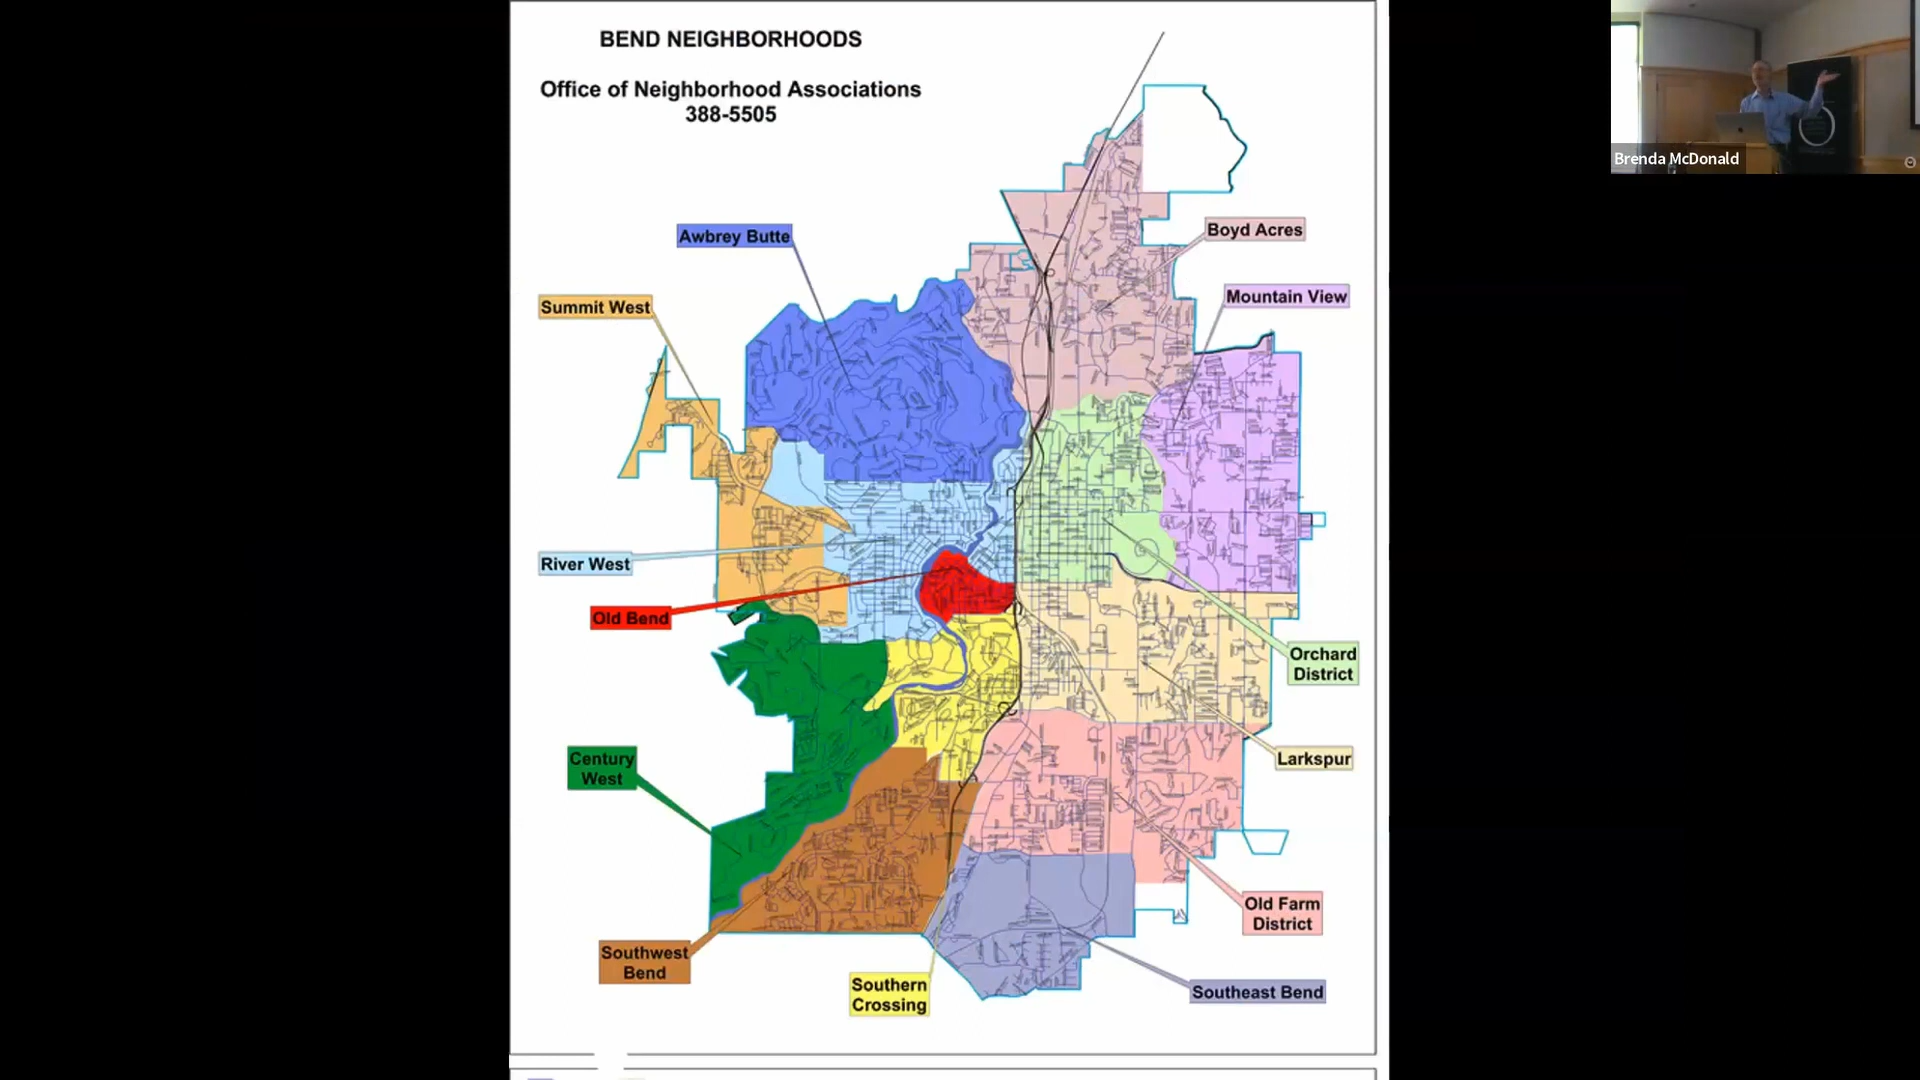 BEND NEIGHBORHOODS
Office of Neighborhood Associations
388-5505
Brenda McDonald
Awbrey Butte
Boyd Acres
Summit West
Mountain View
River West
Old Bend
Orchard
District
Century
West
Larkspur
Old Farm
District
Southwest
Bend
Southern
Crossing
Southeast Bend